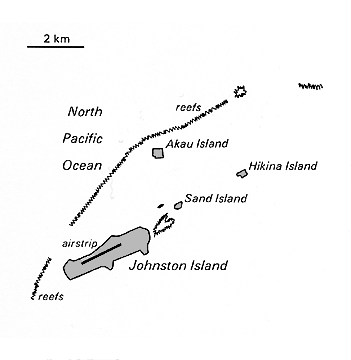 2 km
reefs
North
Pacific
Ocean
Akau Island
Hikina Island
Sand Island
airstrip
Johnston Island
reefs